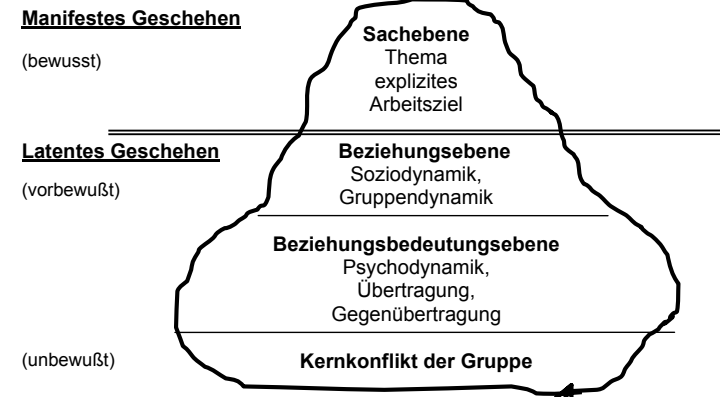 Manifestes Geschehen
(bewusst)
Sachebene
Thema
explizites
Arbeitsziel
Latentes Geschehen
(vorbewußt)
Beziehungsebene
Soziodynamik,
Gruppendynamik
Beziehungsbedeutungsebene
Psychodynamik,
Übertragung,
Gegenübertragung
(unbewußt)
Kernkonflikt der Gruppe